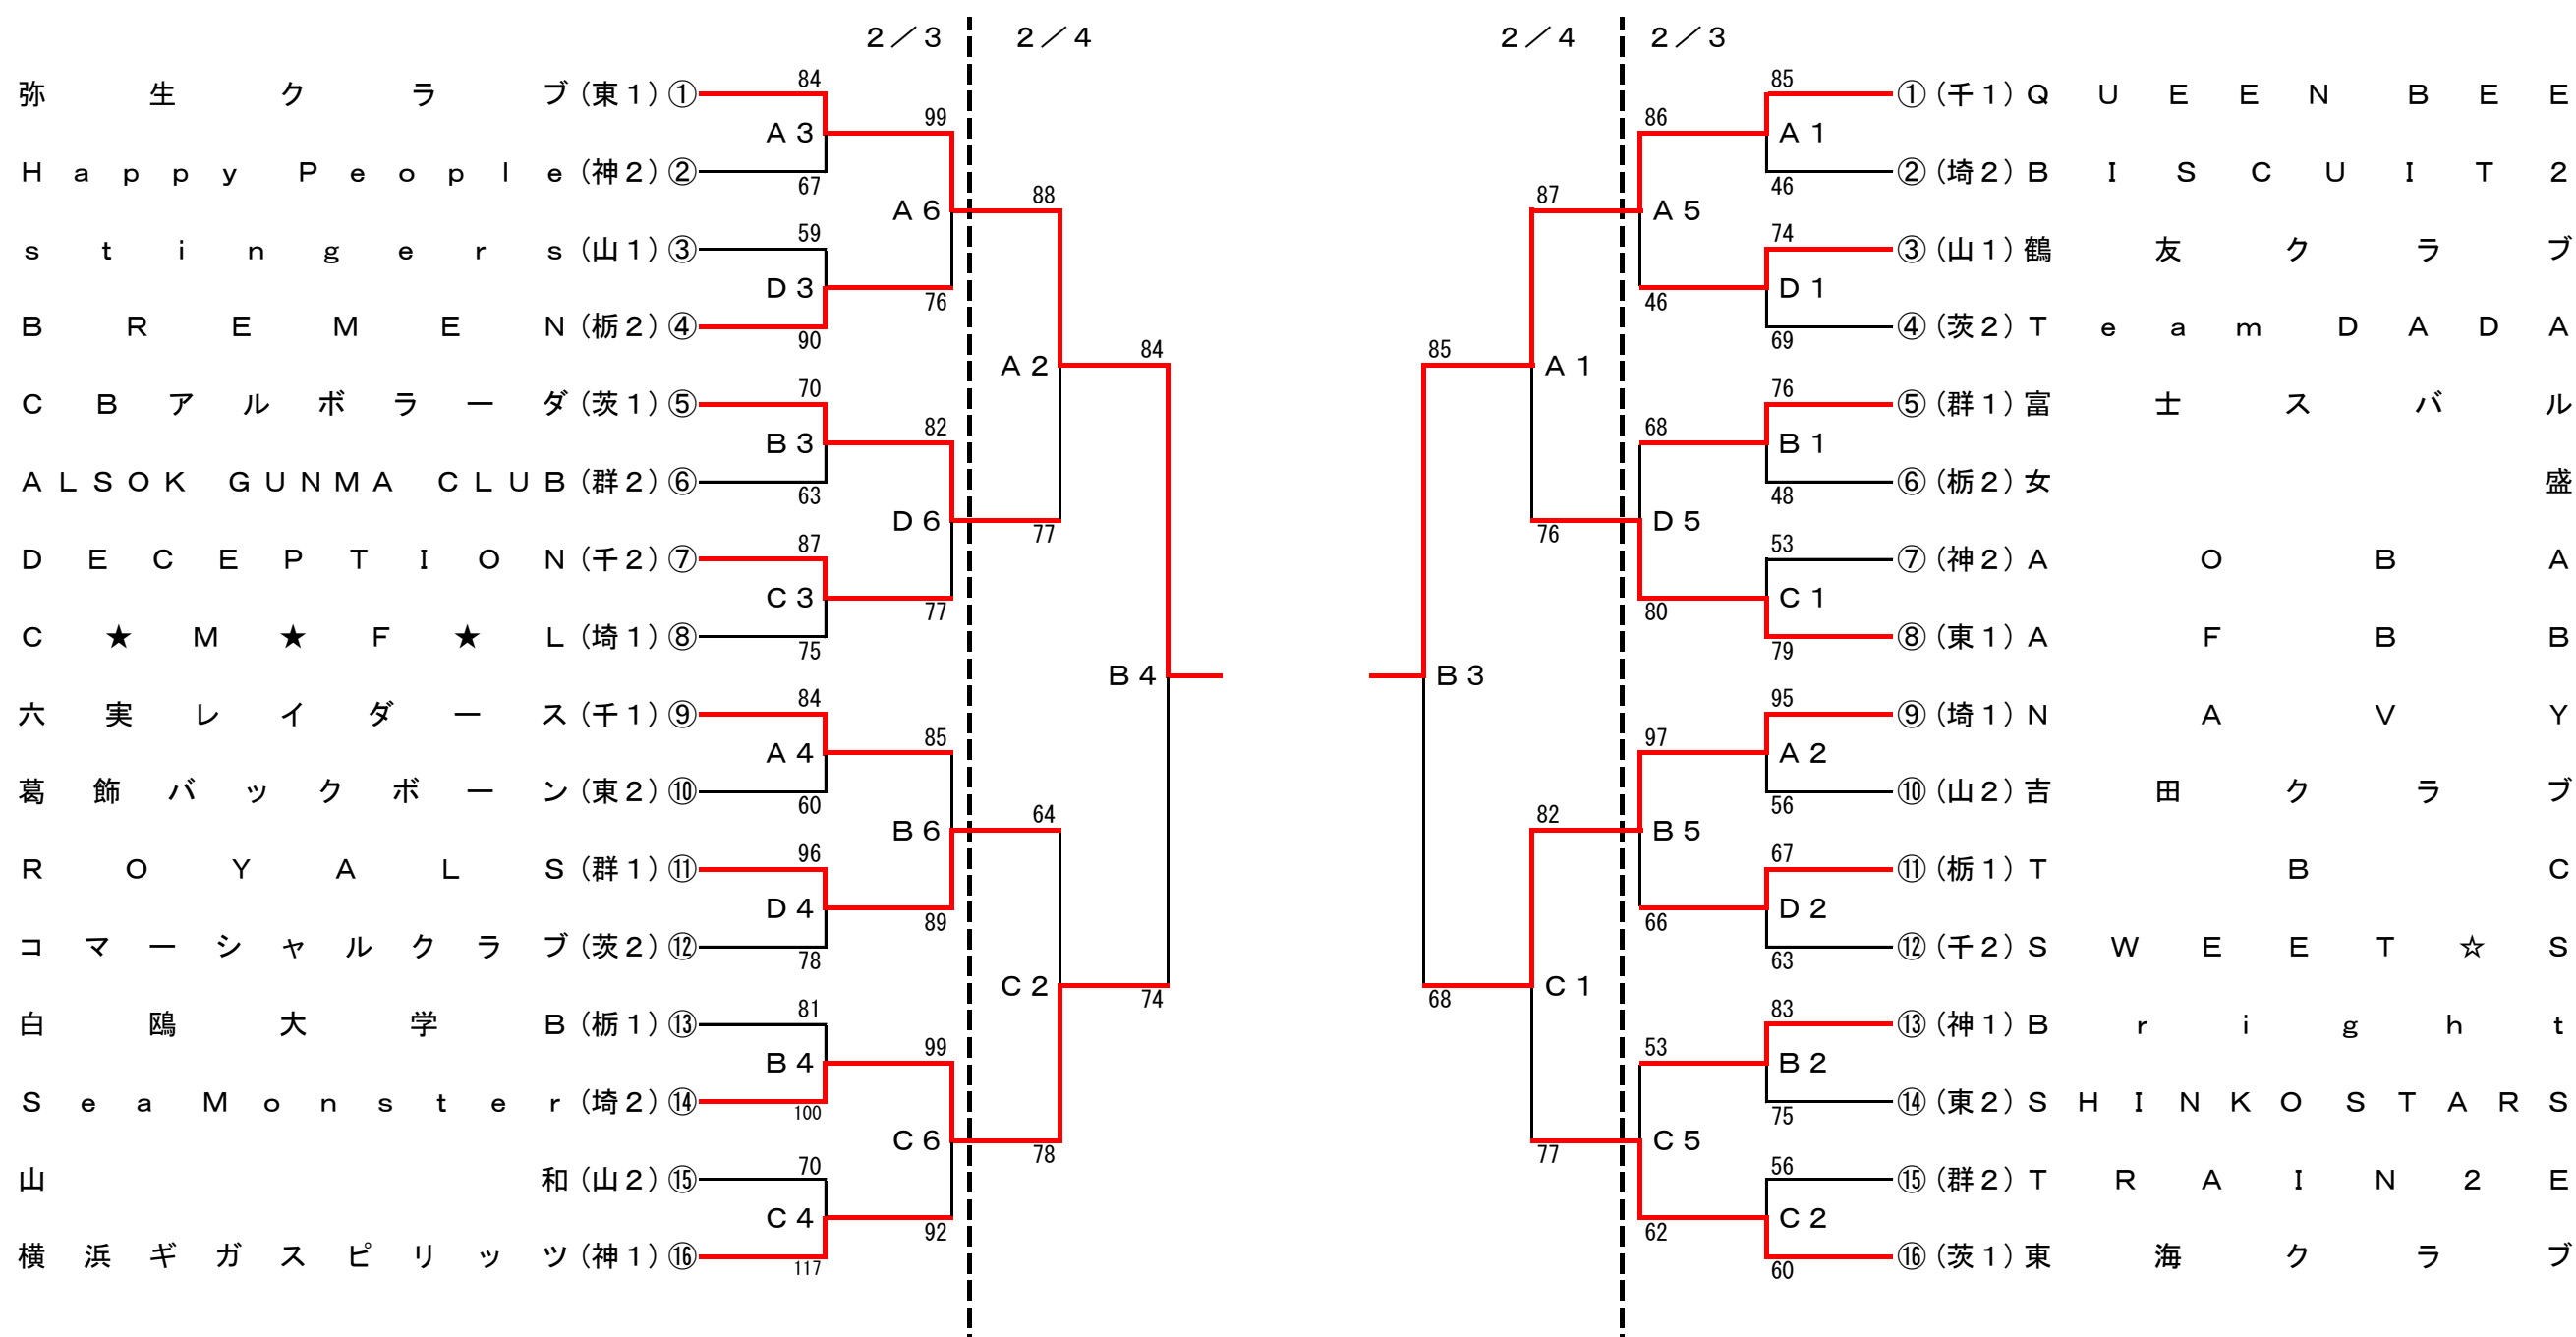 2／3 2／4 2／4 2／3
84 85
弥生クラブ(東1)① ①(千1)QUEEN BEE
99 86
A3 A1
Happy People(神2)② ②(埼2)BISCUIT2
67 46
88 87
A6 A5
59 74
stingers(山1)③ ③(山1)鶴友クラブ
D3 D1
76 46
BREMEN(栃2)④ ④(茨2)Team DADA
90 69
84 85
A2 A1
70 76
CBアルボラーダ(茨1)⑤ ⑤(群1)富士スバル
82 68
B3 B1
ALSOK GUNMA CLUB(群2)⑥ ⑥(栃2)女盛
63 48
D6 D5
77 76
87 53
DECEPTION(千2)⑦ ⑦(神2)AOBA
C3 C1
77 80
C★M★F★L(埼1)⑧ ⑧(東1)AFBB
75 79
B4 B3
84 95
六実レイダース(千1)⑨ ⑨(埼1)NAVY
85 97
A4 A2
葛飾バックボーン(東2)⑩ ⑩(山2)吉田クラブ
60 56
64 82
B6 B5
96 67
ROYALS(群1)⑪ ⑪(栃1)TBC
D4 D2
89 66
コマーシャルクラブ(茨2)⑫ ⑫(千2)SWEET☆S
78 63
C2 C1
74 68
81 83
白鴎大学B(栃1)⑬ ⑬(神1)Bright
99 53
B4 B2
SeaMonster(埼2)⑭ ⑭(東2)SHINKO STARS
100 75
C6 C5
78 77
70 56
山和(山2)⑮ ⑮(群2)TRAIN2E
C4 C2
92 62
横浜ギガスピリッツ(神1)⑯ ⑯(茨1)東海クラブ
117 60